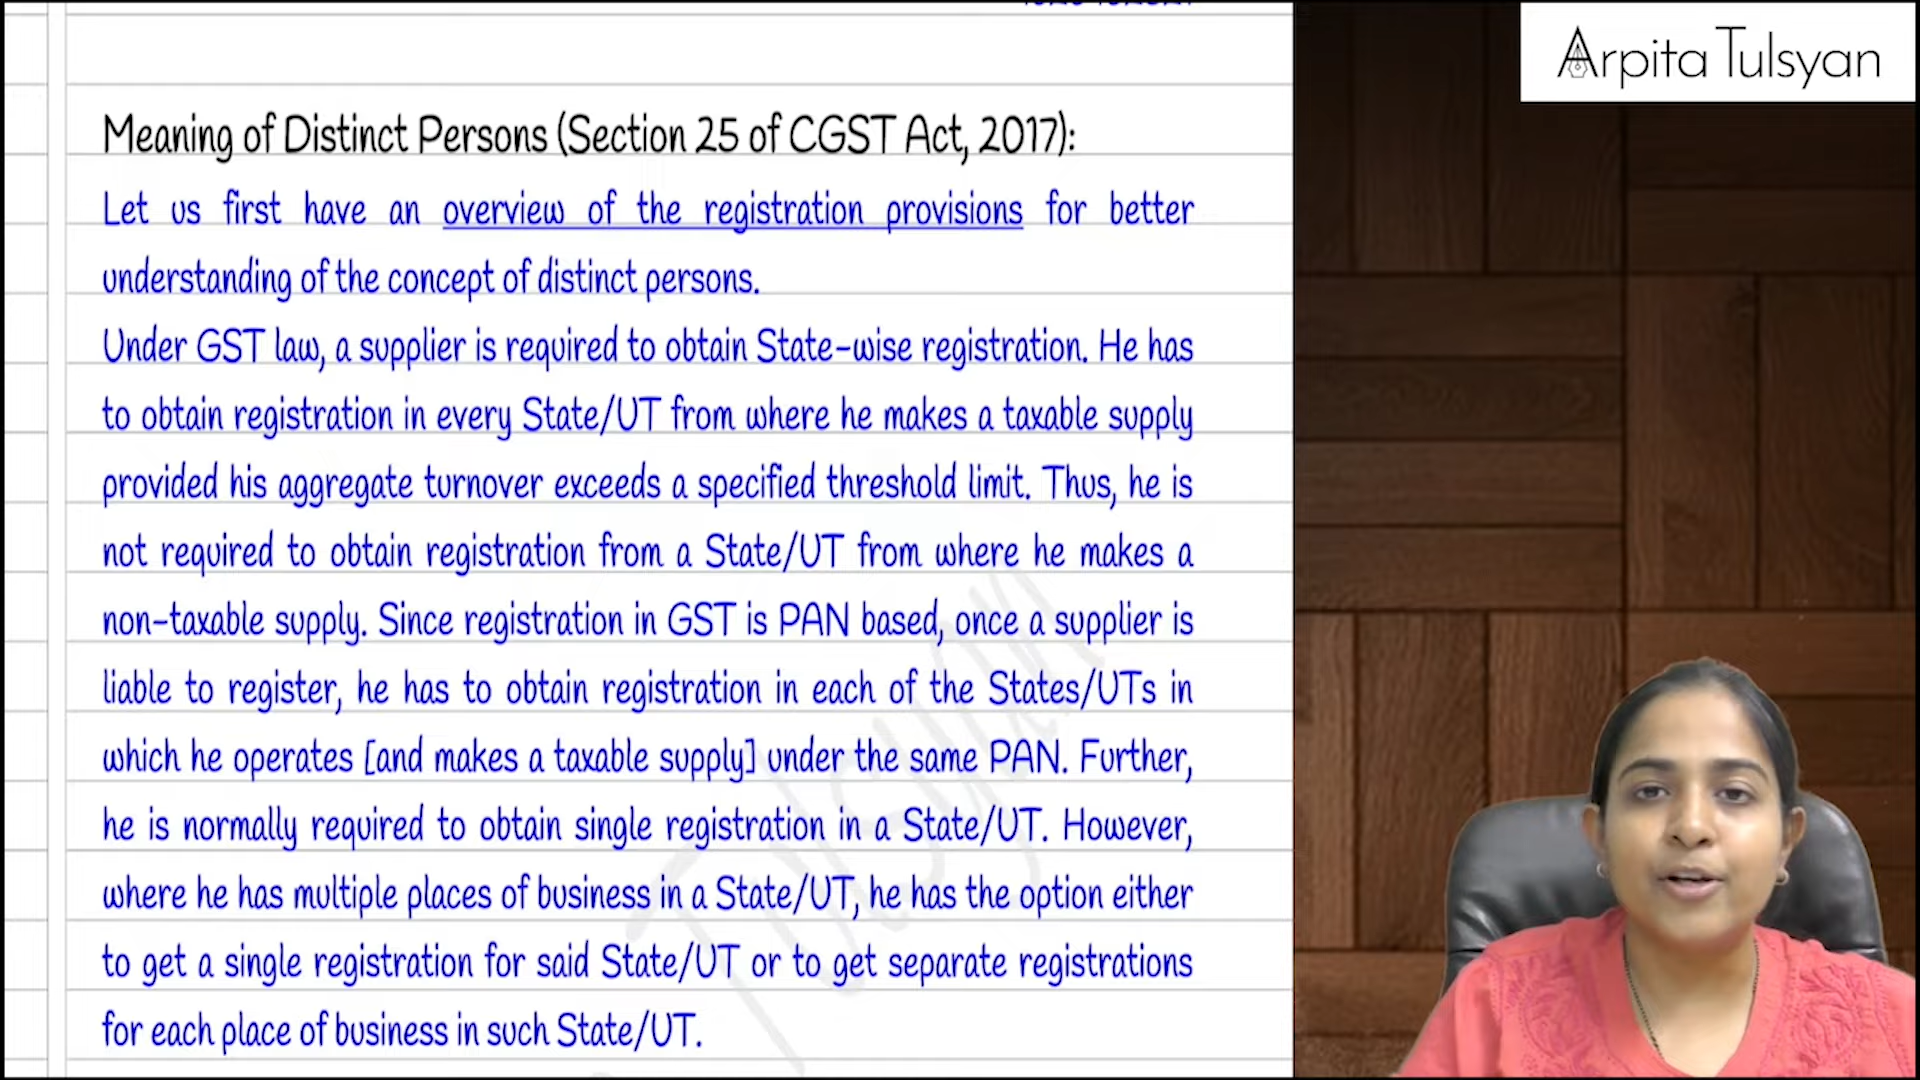 Arpita Tulsyan
Meaning of Distinct Persons (Section 25 of CGST Act, 2017):
Let us first have an overview of the registration provisions for better
understanding of the concept of distinct persons.
Under GST law, a supplier is required to obtain State-wise registration. He has
to obtain registration in every State/UT from where he makes a taxable supply
provided his aggregate turnover exceeds a specified threshold limit. Thus, he is
not required to obtain registration from a State/UT from where he makes a
non-taxable supply. Since registration in GST is PAN based, once a supplier is
liable to register, he has to obtain registration in each of the States/UTs in
which he operates [and makes a taxable supply] under the same PAN. Further,
he is normally required to obtain single registration in a State/UT. However,
where he has multiple places of business in a State/UT, he has the option either
to get a single registration for said State/UT or to get separate registrations
for each place of business in such State/UT.
Tulsyan